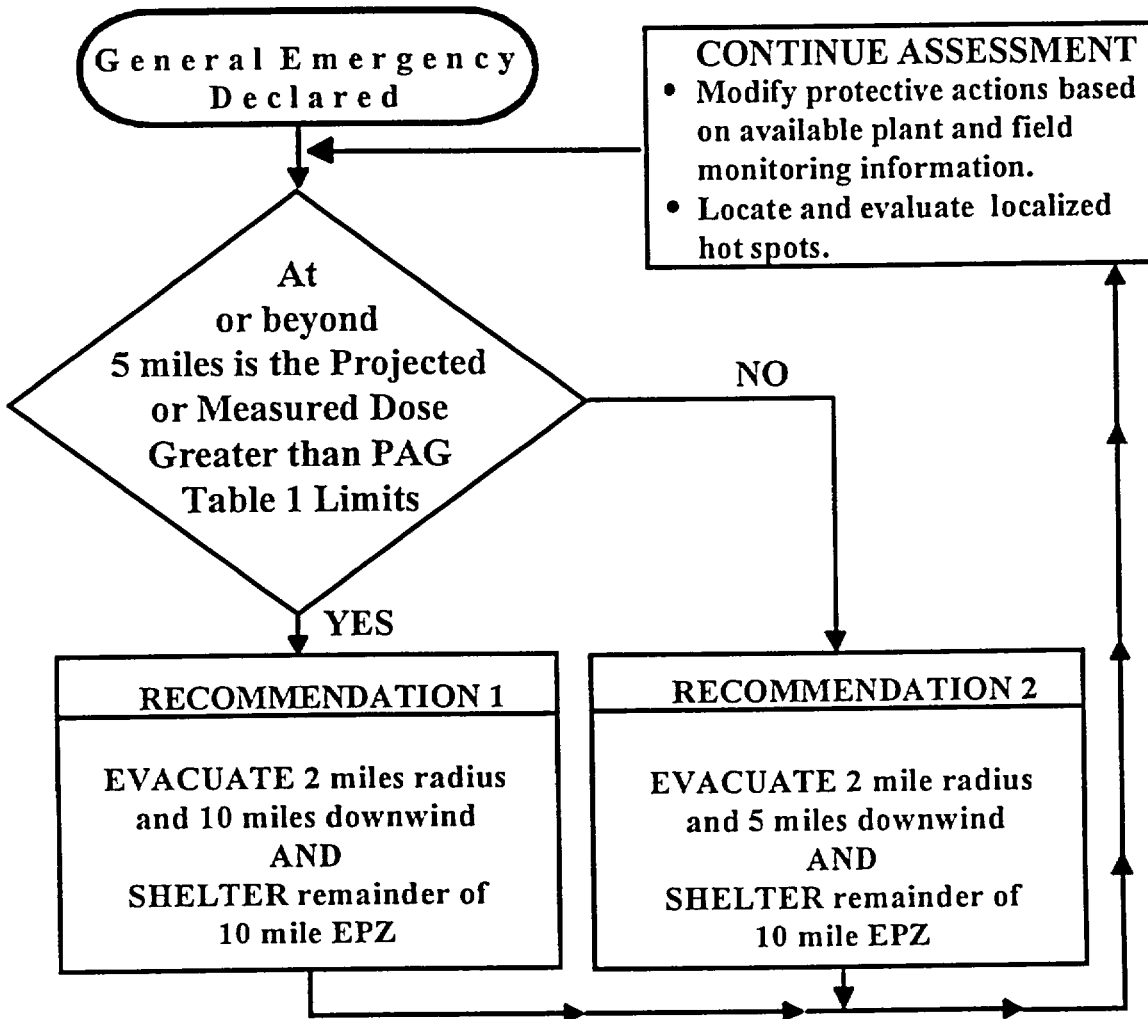 General Emergency
Declared
CONTINUE ASSESSMENT
• Modify protective actions based
on available plant and field
monitoring information.
• Locate and evaluate localized
hot spots.
At
or beyond
5 miles is the Projected
or Measured Dose
Greater than PAG
Table 1 Limits
NO
YES
RECOMMENDATION 1
EVACUATE 2 miles radius
and 10 miles downwind
AND
SHELTER remainder of
10 mile EPZ
RECOMMENDATION 2
EVACUATE 2 mile radius
and 5 miles downwind
AND
SHELTER remainder of
10 mile EPZ